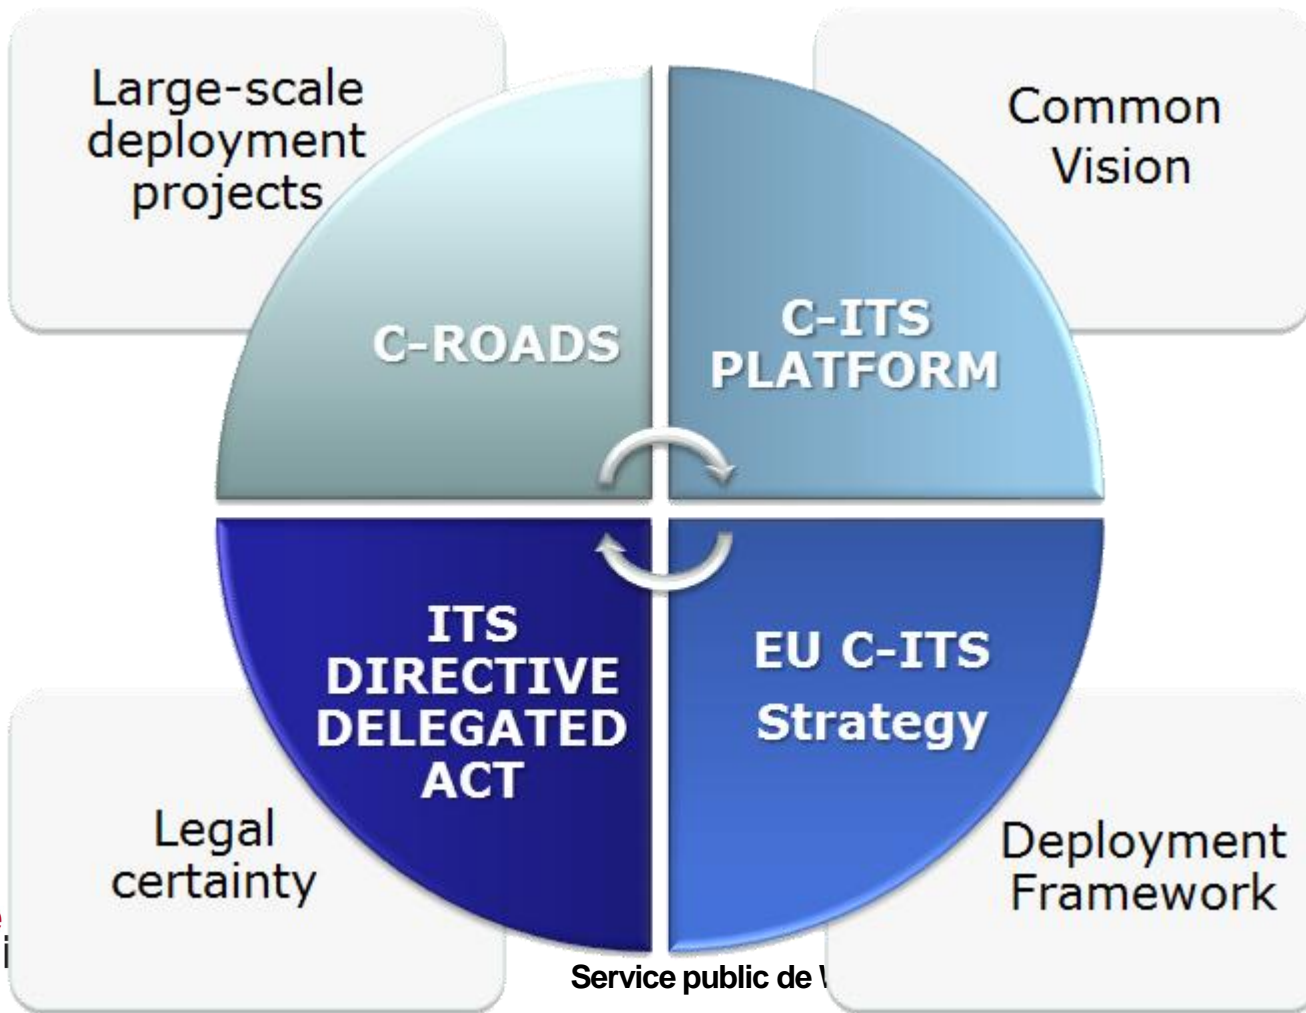 Large-scale
deployment
projects
Common
Vision
C-ROADS
C-ITS
PLATFORM
ITS
DIRECTIVE
DELEGATED
ACT
EU C-ITS
Strategy
Legal
certainty
Deployment
Framework
Service public de